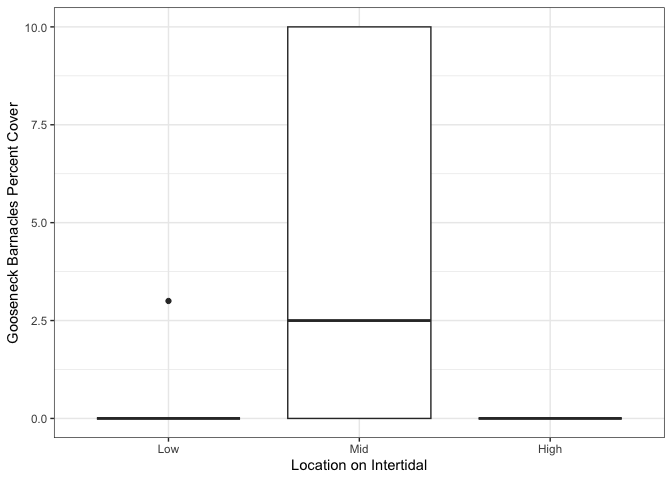 10.0
7.5
5.0
2.5
0.0
Gooseneck Barnacles Percent Cover
Low
Mid
High
Location on Intertidal